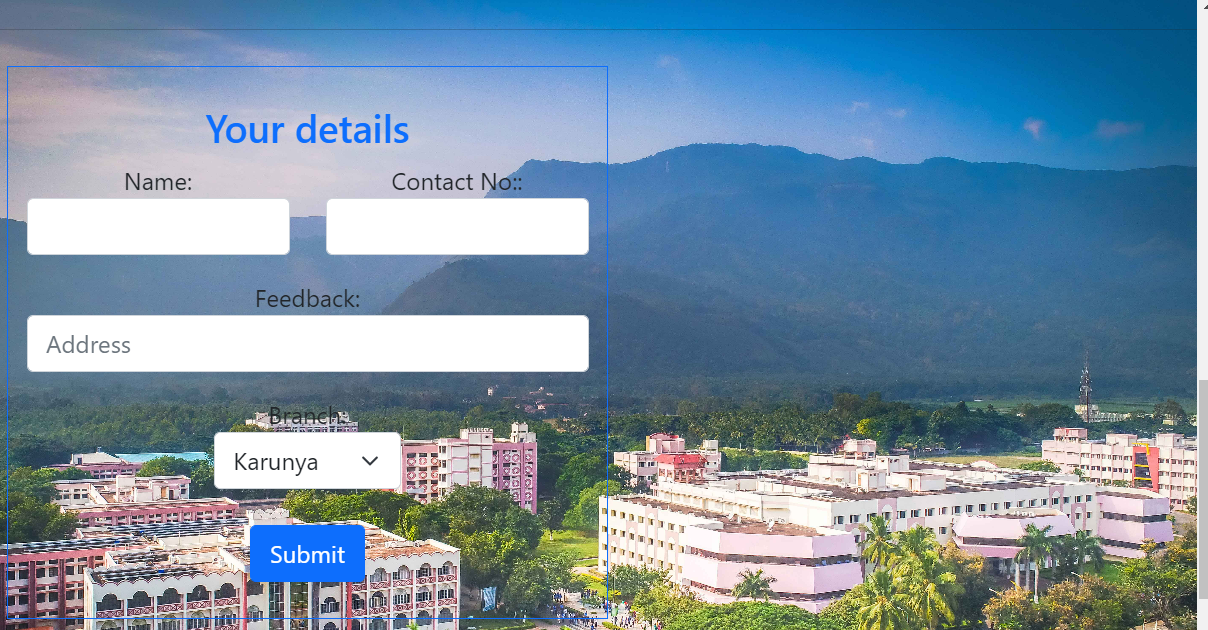 Your details
Name:
Contact No::
Feedback:
Address
Branch:
Karunya
Submit